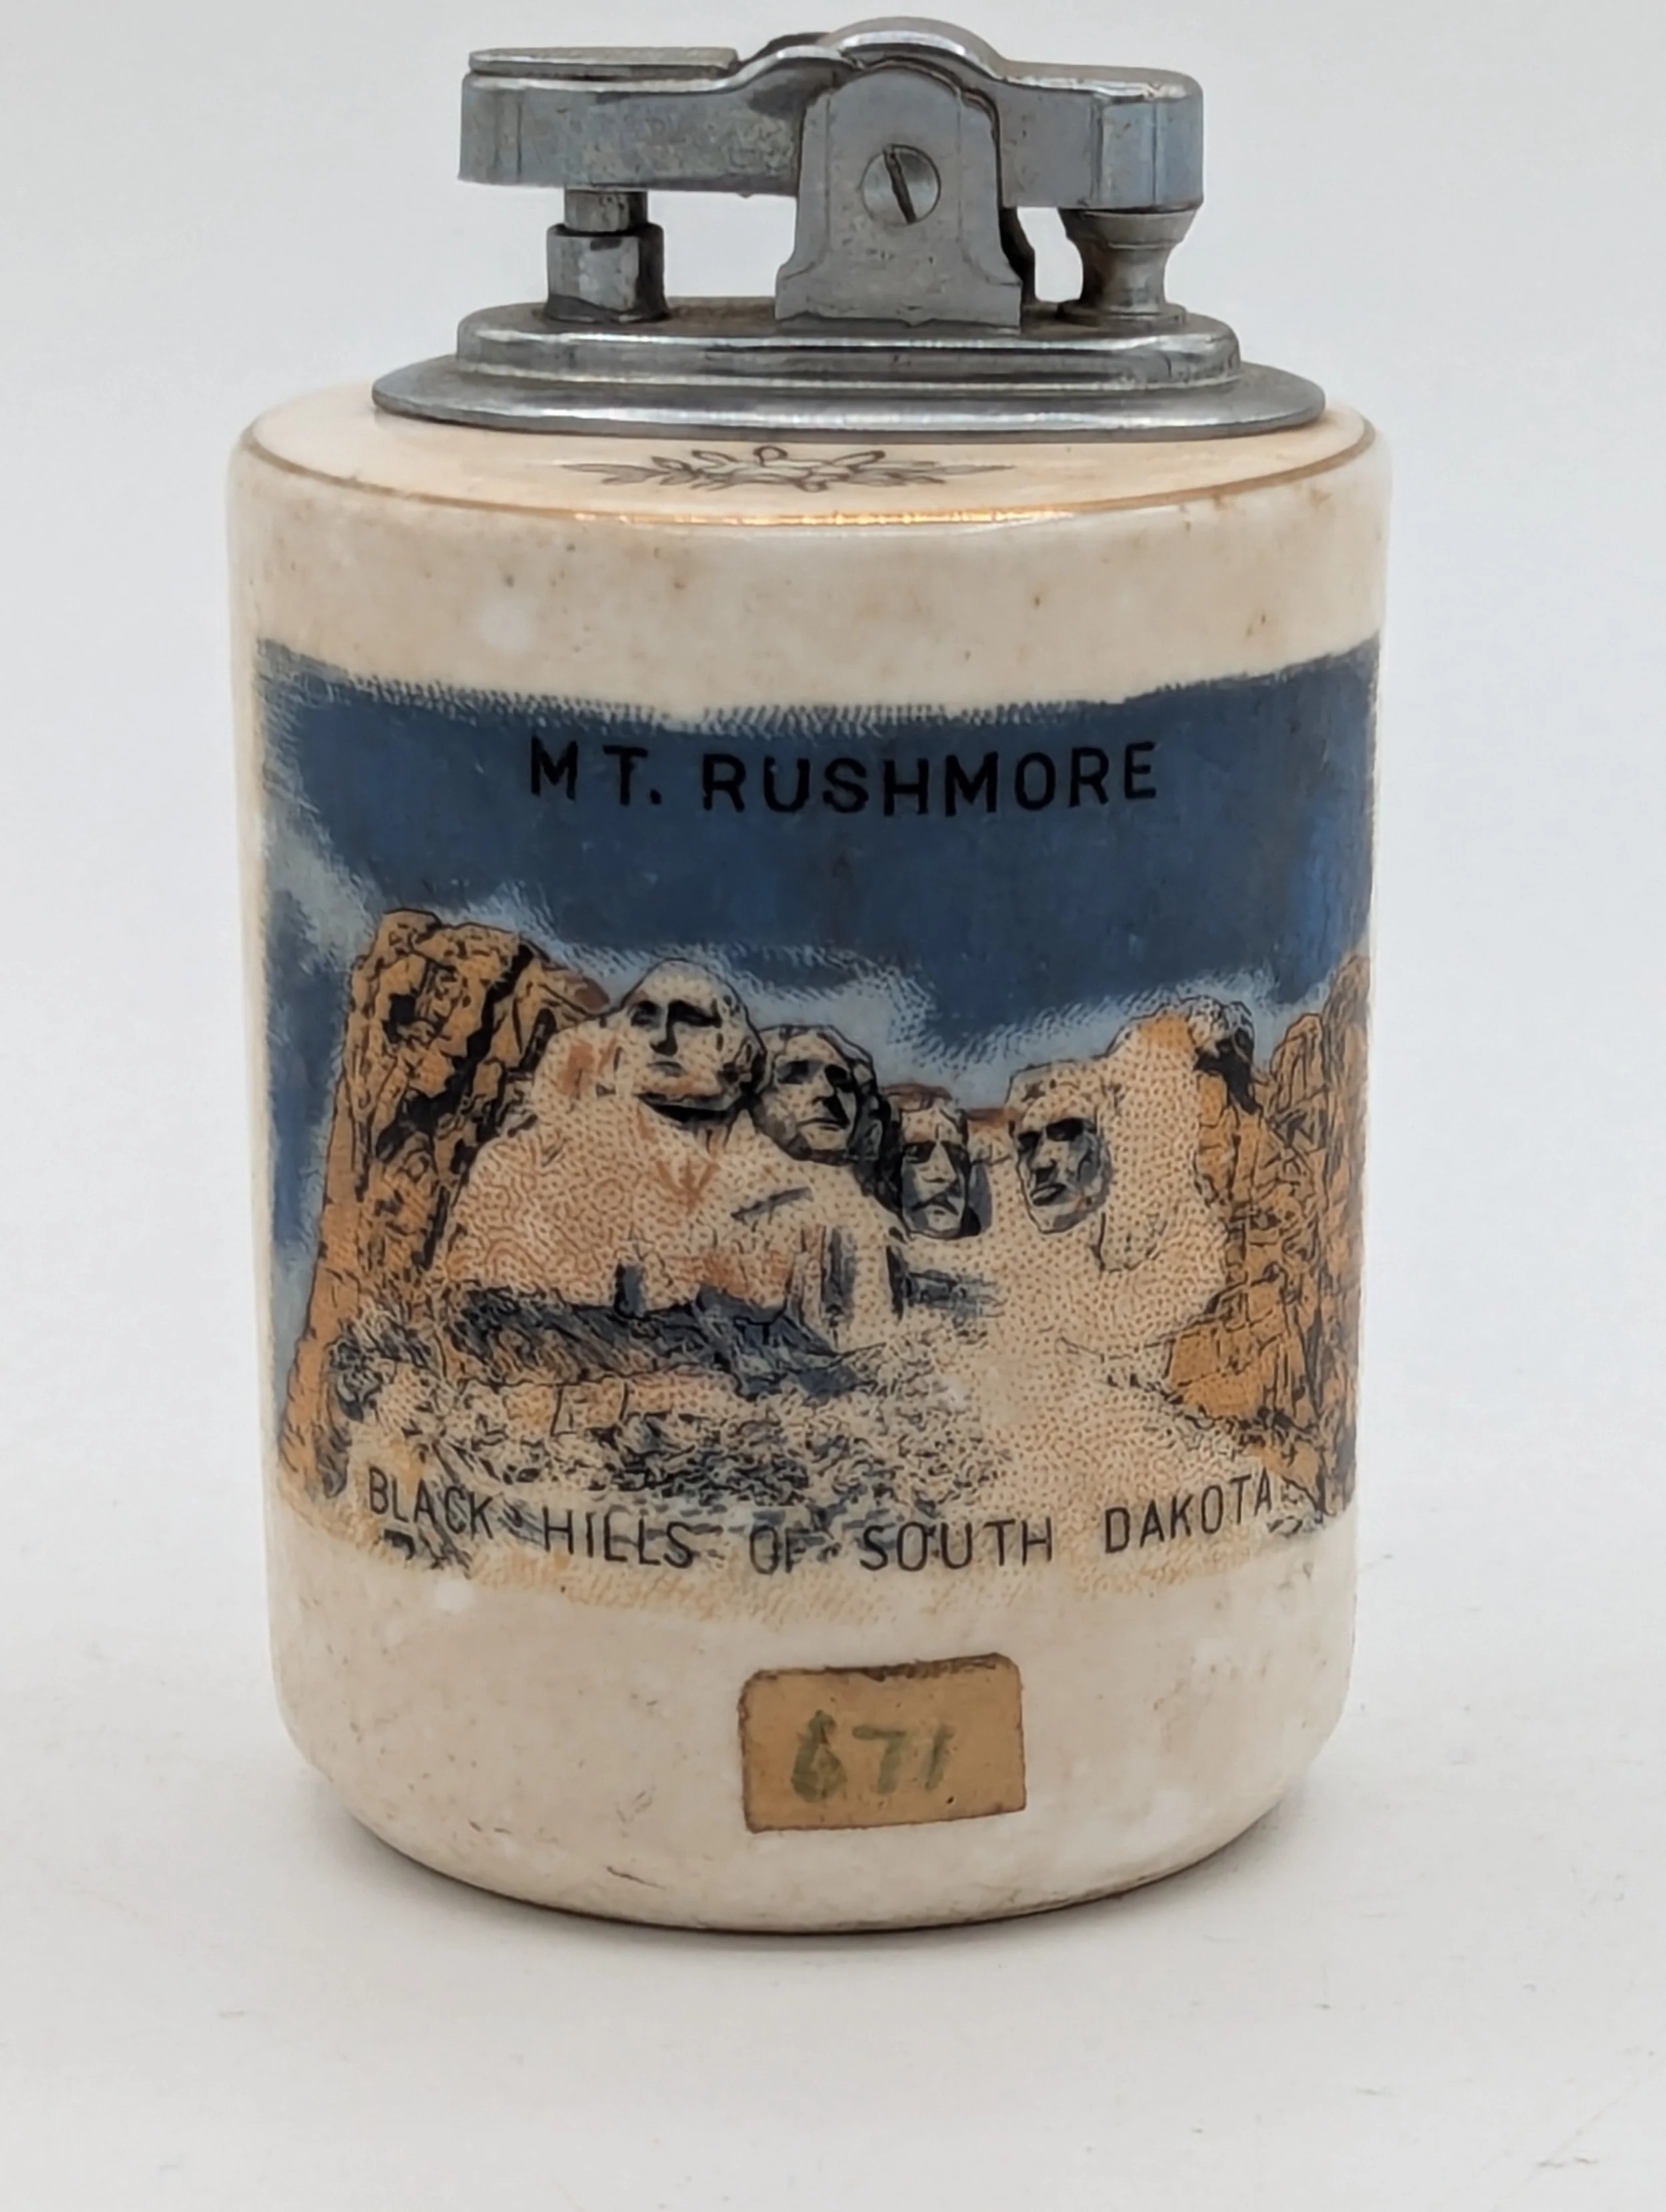 MT. RUSHMORE
BLACK HILLS OF SOUTH DAKOTA
671